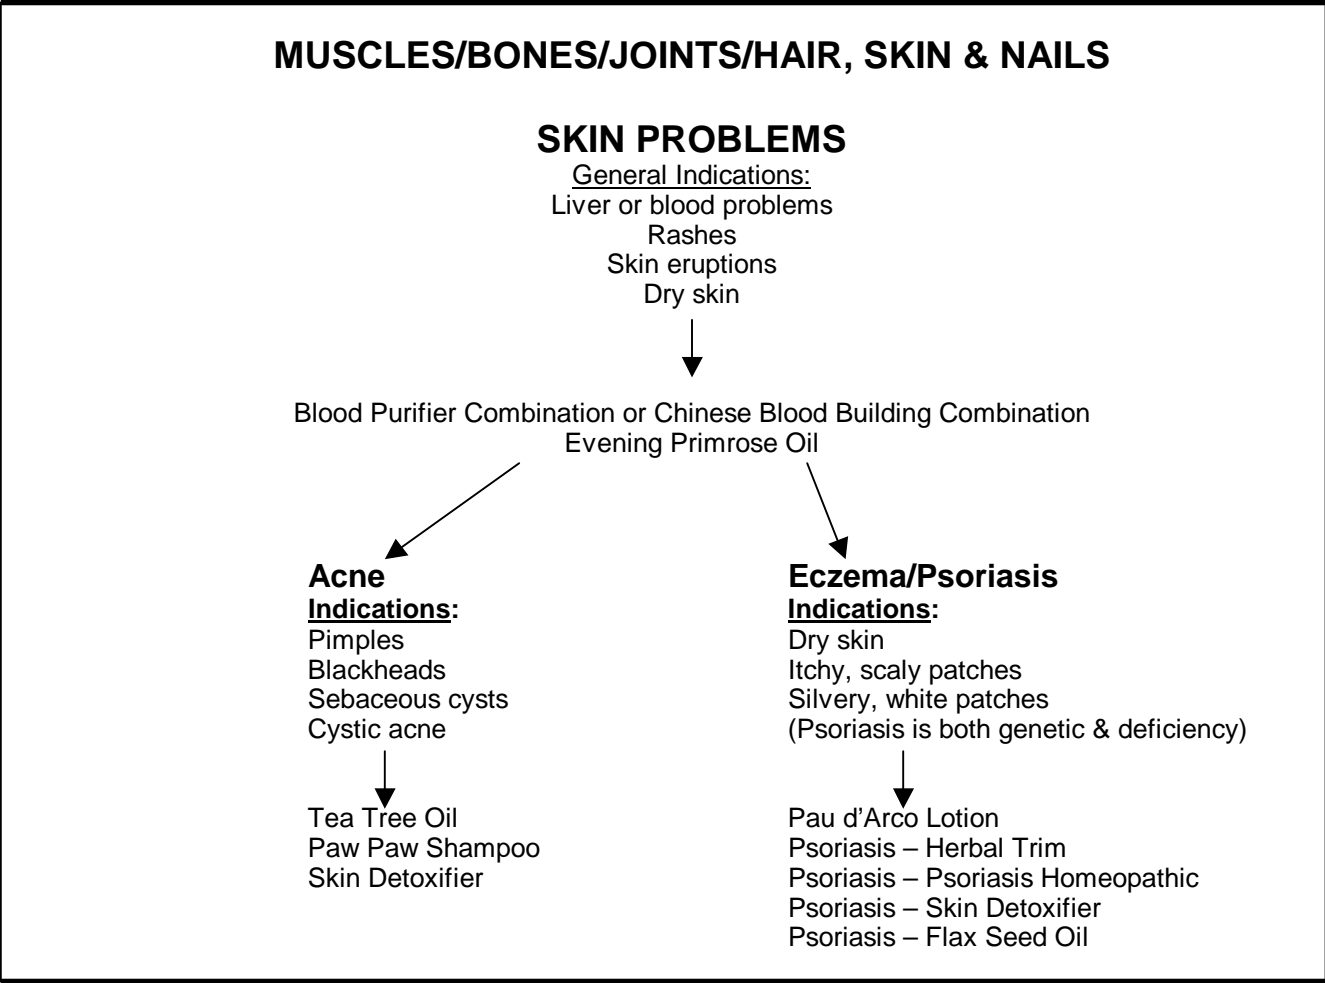 MUSCLES/BONES/JOINTS/HAIR, SKIN & NAILS
SKIN PROBLEMS
General Indications:
Liver or blood problems
Rashes
Skin eruptions
Dry skin
Blood Purifier Combination or Chinese Blood Building Combination
Evening Primrose Oil
Acne
Indications:
Pimples
Blackheads
Sebaceous cysts
Cystic acne
Tea Tree Oil
Paw Paw Shampoo
Skin Detoxifier
Eczema/Psoriasis
Indications:
Dry skin
Itchy, scaly patches
Silvery, white patches
(Psoriasis is both genetic & deficiency)
Pau d’Arco Lotion
Psoriasis – Herbal Trim
Psoriasis – Psoriasis Homeopathic
Psoriasis – Skin Detoxifier
Psoriasis – Flax Seed Oil